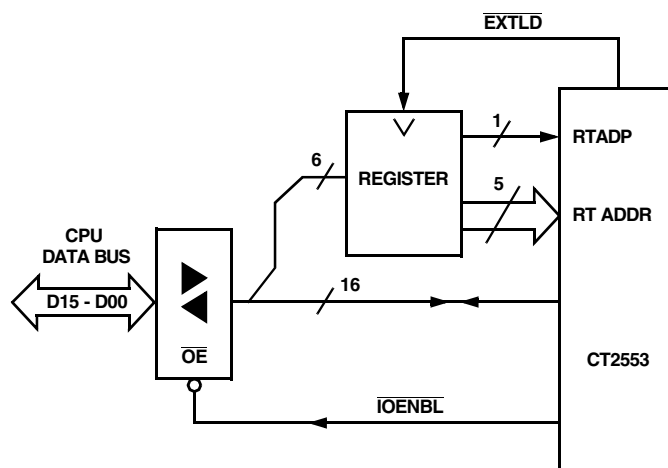 EXTLD
1
RTADP
6
REGISTER
5
RT ADDR
CPU
DATA BUS
D15 - D00
16
OE
CT2553
IOENBL